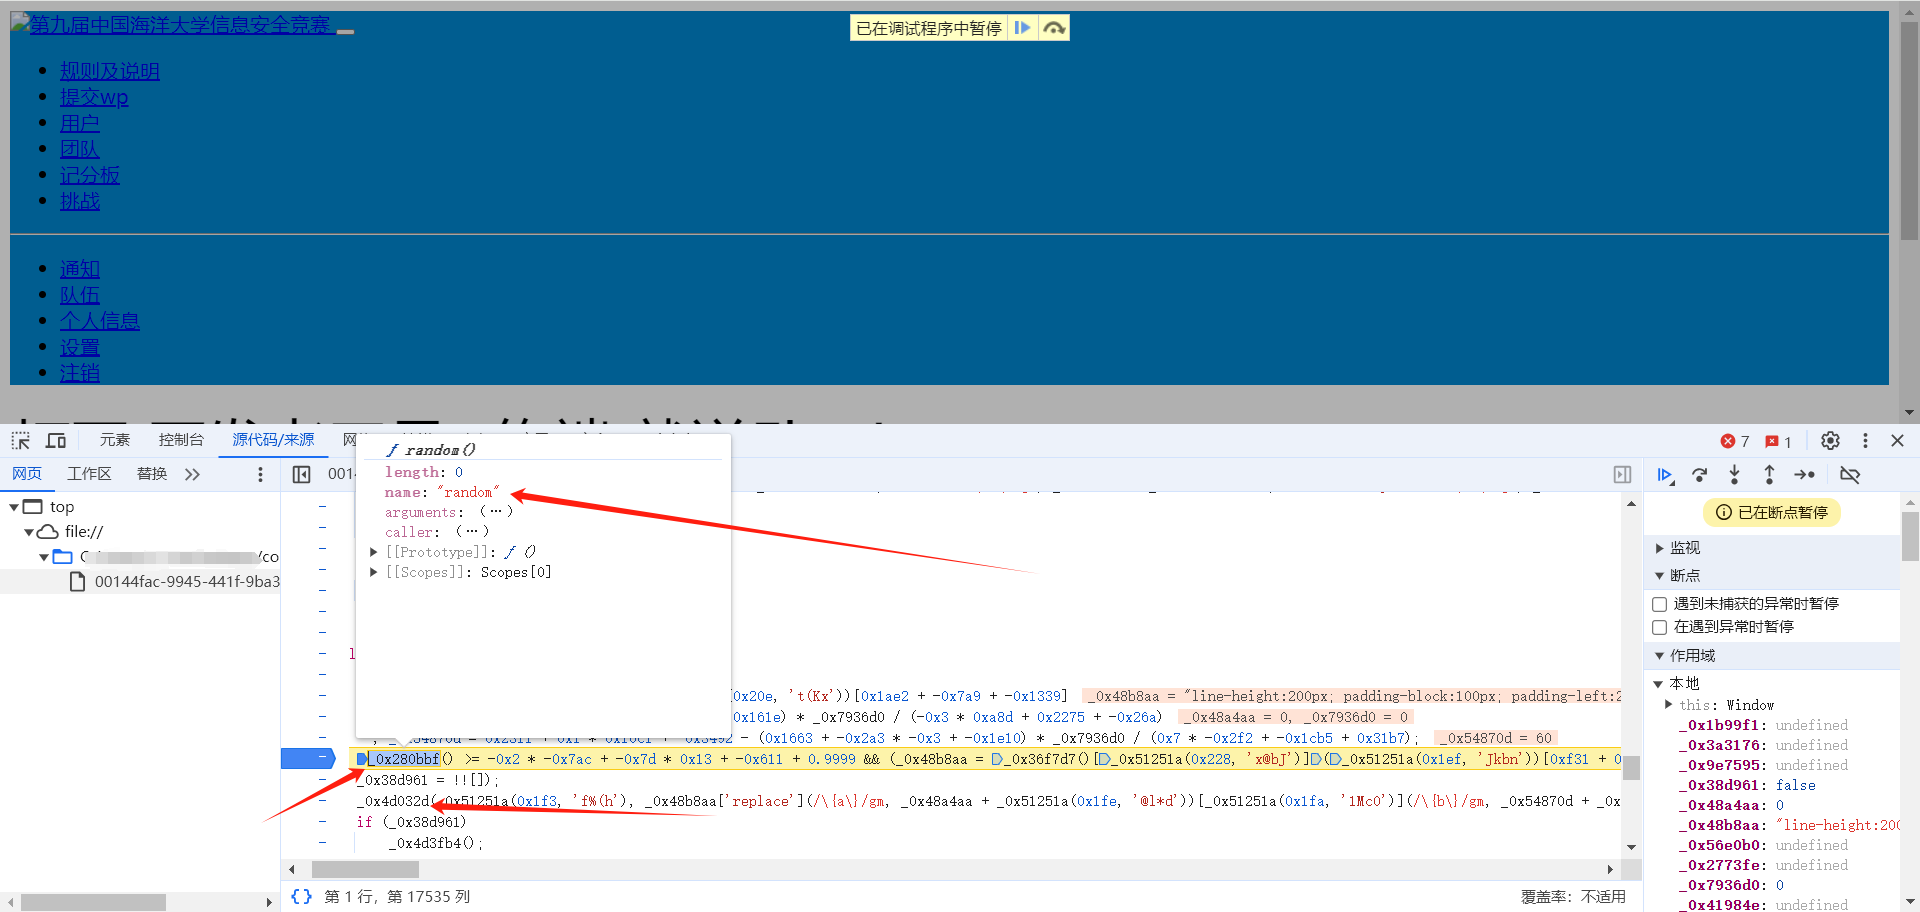 第九届中国海洋大学信息安全竞赛
已在调试程序中暂停
规则及说明
提交wp
用户
团队
记分板
挑战
通知
队伍
个人信息
设置
注销
元素 控制台 源代码/来源
7 1
网页 工作区 替换
top
file://
/co
00144fac-9945-441f-9ba3
ƒ random()
length: 0
name: "random"
arguments: (…)
caller: (…)
[[Prototype]]: ƒ ()
[[Scopes]]: Scopes[0]
0x20e, 't(Kx'))[0x1ae2 + -0x7a9 + -0x1339] _0x48b8aa = "line-height:200px; padding-block:100px; padding-left:2
0x161e) * _0x7936d0 / (-0x3 * 0xa8d + 0x2275 + -0x26a) _0x48a4aa = 0, _0x7936d0 = 0
- (0x1663 + -0x2a3 * -0x3 + -0x1e10) * _0x7936d0 / (0x7 * -0x2f2 + -0x1cb5 + 0x31b7); _0x54870d = 60
_0x280bbf() >= -0x2 * -0x7ac + -0x7d * 0x13 + -0x611 + 0.9999 && (_0x48b8aa = _0x36f7d7()[_0x51251a(0x228, 'x@bJ')](_0x51251a(0x1ef, 'Jkbn'))[0xf31 + 0
_0x38d961 = !![]);
_0x4d032d(_0x51251a(0x1f3, 'f%(h'), _0x48b8aa['replace'](/\{a\}/gm, _0x48a4aa + _0x51251a(0x1fe, '@l*d'))[_0x51251a(0x1fa, '1Mc0')](/\{b\}/gm, _0x54870d + _0x
if (_0x38d961)
_0x4d3fb4();
{} 第 1 行，第 17535 列
覆盖率：不适用
已在断点暂停
监视
断点
遇到未捕获的异常时暂停
在遇到异常时暂停
作用域
本地
this: Window
_0x1b99f1: undefined
_0x3a3176: undefined
_0x9e7595: undefined
_0x38d961: false
_0x48a4aa: 0
_0x48b8aa: "line-height:200
_0x56e0b0: undefined
_0x2773fe: undefined
_0x7936d0: 0
_0x41984e: undefined